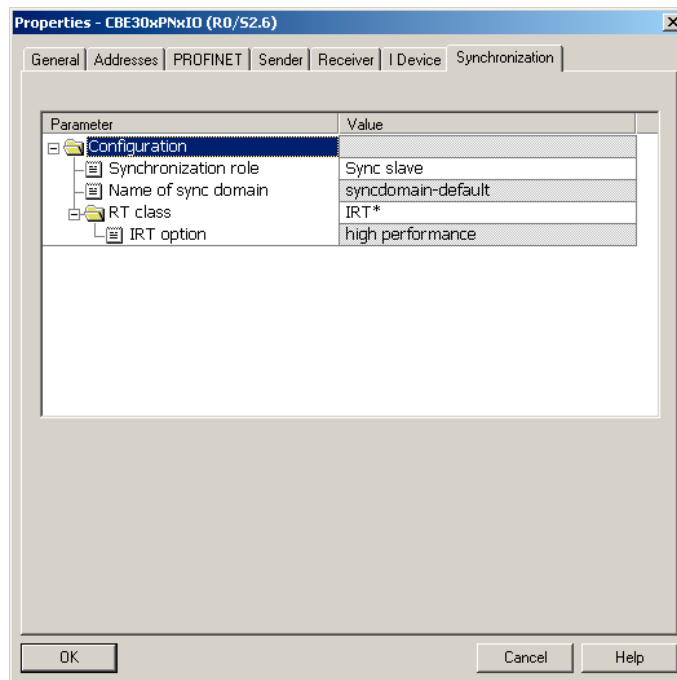 Properties - CBE30xPNxIO (R0/S2.6)
General Addresses PROFINET Sender Receiver I Device Synchronization
Parameter Value
Configuration
Synchronization role Sync slave
Name of sync domain syncdomain-default
RT class IRT*
IRT option high performance
OK Cancel Help